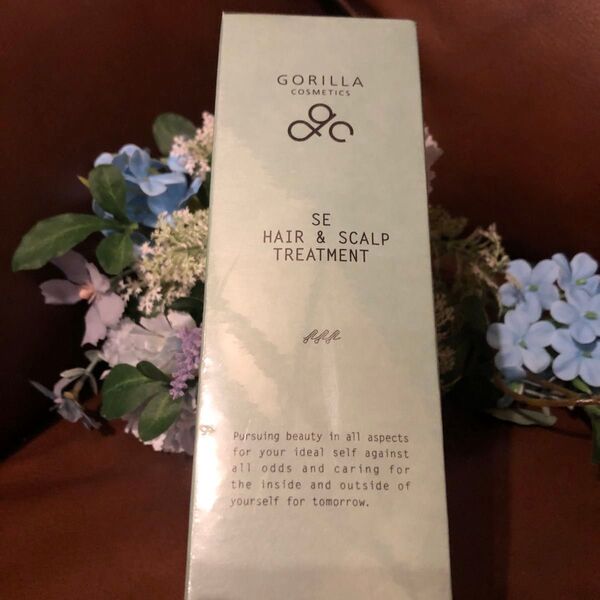 GORILLA
COSMETICS
SE
HAIR & SCALP
TREATMENT
Pursuing beauty in all aspects
for your ideal self against
all odds and caring for
the inside and outside of
yourself for tomorrow.